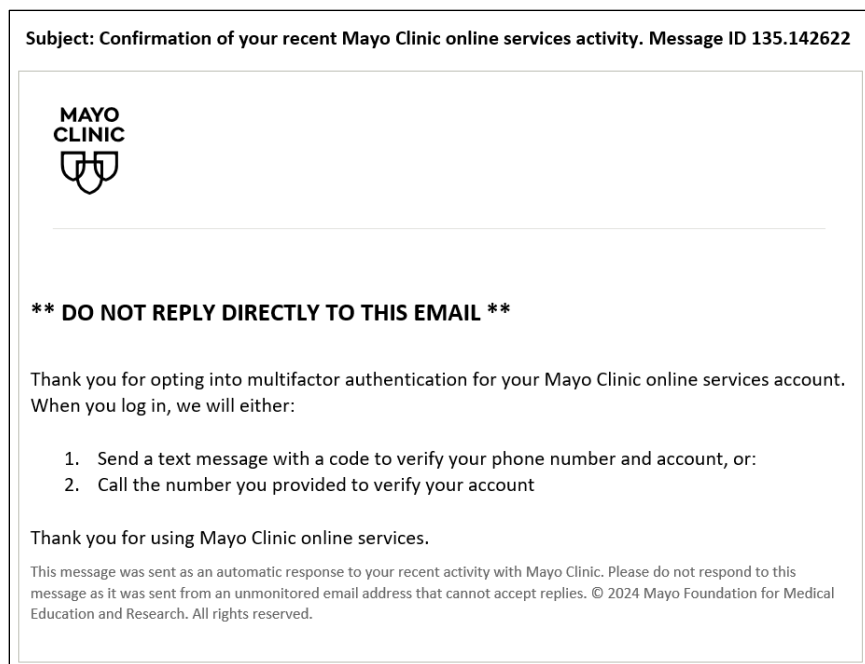 Subject: Confirmation of your recent Mayo Clinic online services activity. Message ID 135.142622
MAYO
CLINIC
** DO NOT REPLY DIRECTLY TO THIS EMAIL **
Thank you for opting into multifactor authentication for your Mayo Clinic online services account.
When you log in, we will either:
1. Send a text message with a code to verify your phone number and account, or:
2. Call the number you provided to verify your account
Thank you for using Mayo Clinic online services.
This message was sent as an automatic response to your recent activity with Mayo Clinic. Please do not respond to this
message as it was sent from an unmonitored email address that cannot accept replies. © 2024 Mayo Foundation for Medical
Education and Research. All rights reserved.